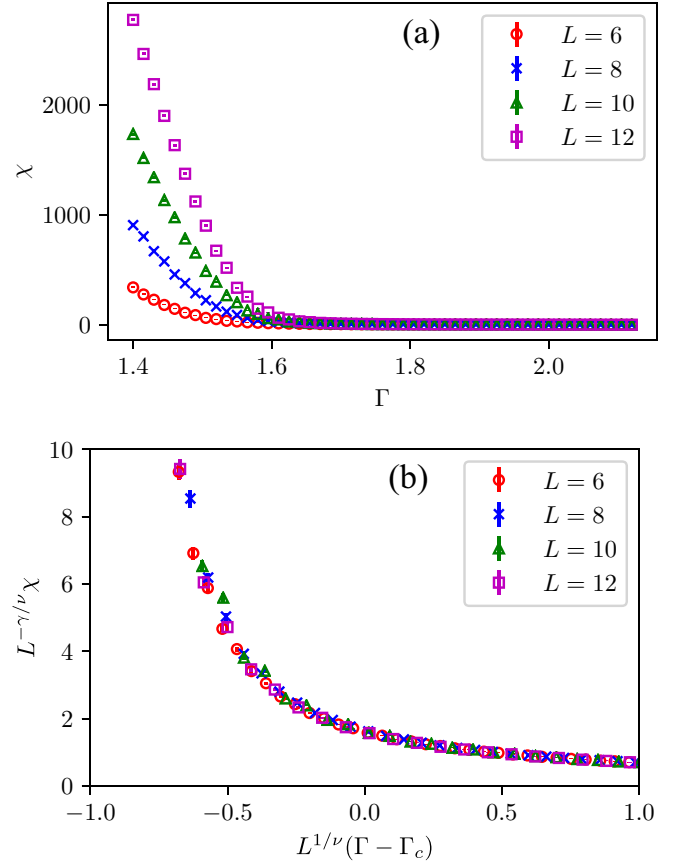 (a)
L = 6
L = 8
L = 10
L = 12
χ
2000
1000
0
1.4 1.6 1.8 2.0
Γ
(b)
L = 6
L = 8
L = 10
L = 12
L^{-γ/ν}χ
10
8
6
4
2
0
−1.0 −0.5 0.0 0.5 1.0
L^{1/ν}(Γ − Γ_c)